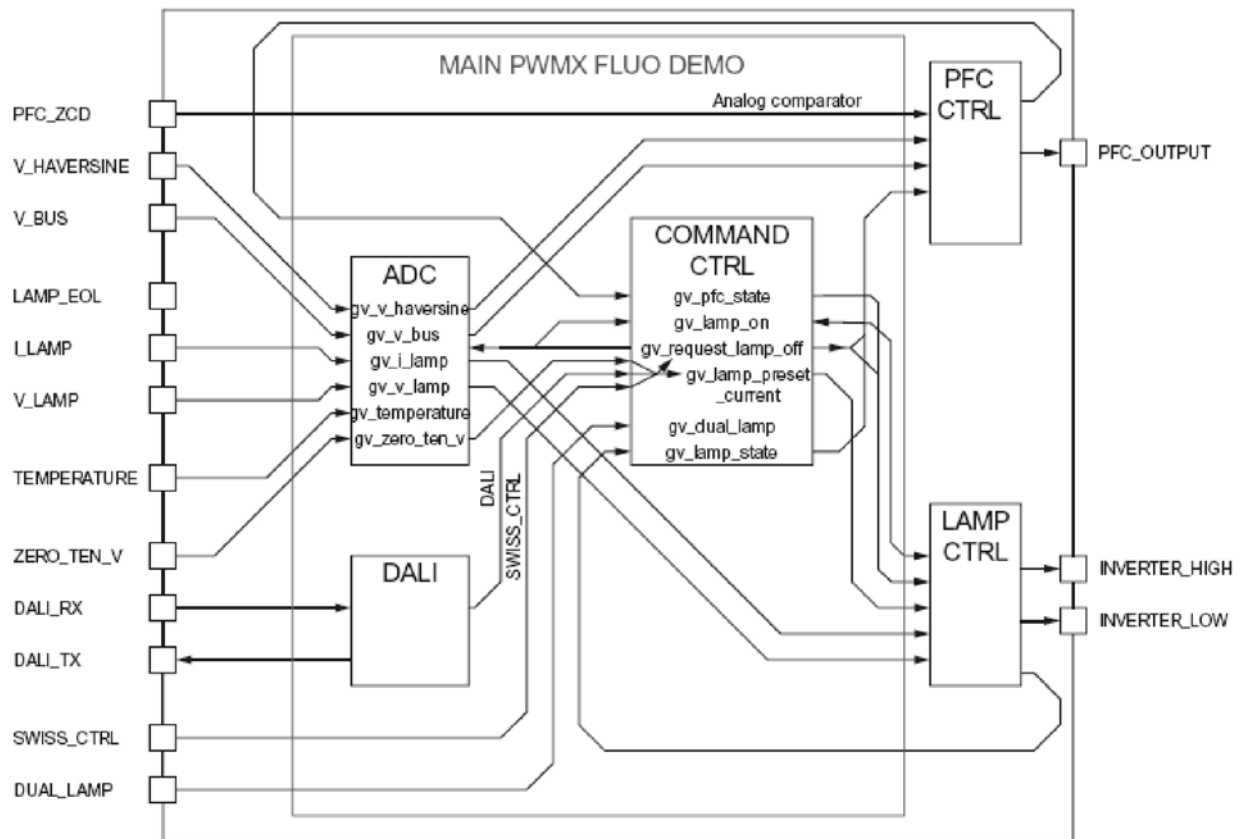 MAIN PWMX FLUO DEMO
PFC
CTRL
Analog comparator
PFC_ZCD
V_HAVERSINE
V_BUS
LAMP_EOL
I_LAMP
V_LAMP
TEMPERATURE
ZERO_TEN_V
DALI_RX
DALI_TX
SWISS_CTRL
DUAL_LAMP
ADC
gv_v_haversine
gv_v_bus
gv_i_lamp
gv_v_lamp
gv_temperature
gv_zero_ten_v
DALI
DALI
SWISS_CTRL
COMMAND
CTRL
gv_pfc_state
gv_lamp_on
gv_request_lamp_off
gv_lamp_preset
_current
gv_dual_lamp
gv_lamp_state
LAMP
CTRL
PFC_OUTPUT
INVERTER_HIGH
INVERTER_LOW